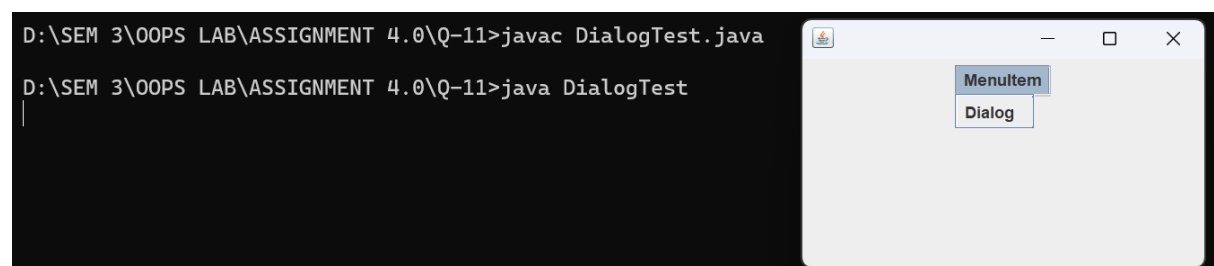 D:\SEM 3\OOPS LAB\ASSIGNMENT 4.0\Q-11>javac DialogTest.java
D:\SEM 3\OOPS LAB\ASSIGNMENT 4.0\Q-11>java DialogTest
MenuItem
Dialog